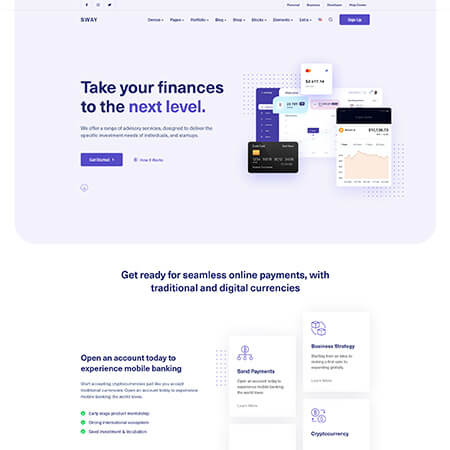 Personal Business Developer Help Center
SWAY
Demos Pages Portfolio Blog Shop Blocks Elements Extra
Sign Up
Take your finances
to the next level.
We offer a range of advisory services, designed to deliver the
specific investment needs of individuals, and startups.
Get Started
How it Works
$2,617.14
$10,136.73
Get ready for seamless online payments, with
traditional and digital currencies
Open an account today to
experience mobile banking
Start accepting cryptocurrencies just like you accept
traditional currencies. Open an account today to experience
mobile banking the world loves.
Early stage product mentorship
Strong international ecosystem
Seed investment & incubation
Send Payments
Open an account today to
experience mobile banking
the world loves.
Learn More
Business Strategy
Starting from an idea, to
making a first sale to
expanding globally.
Learn More
Cryptocurrency